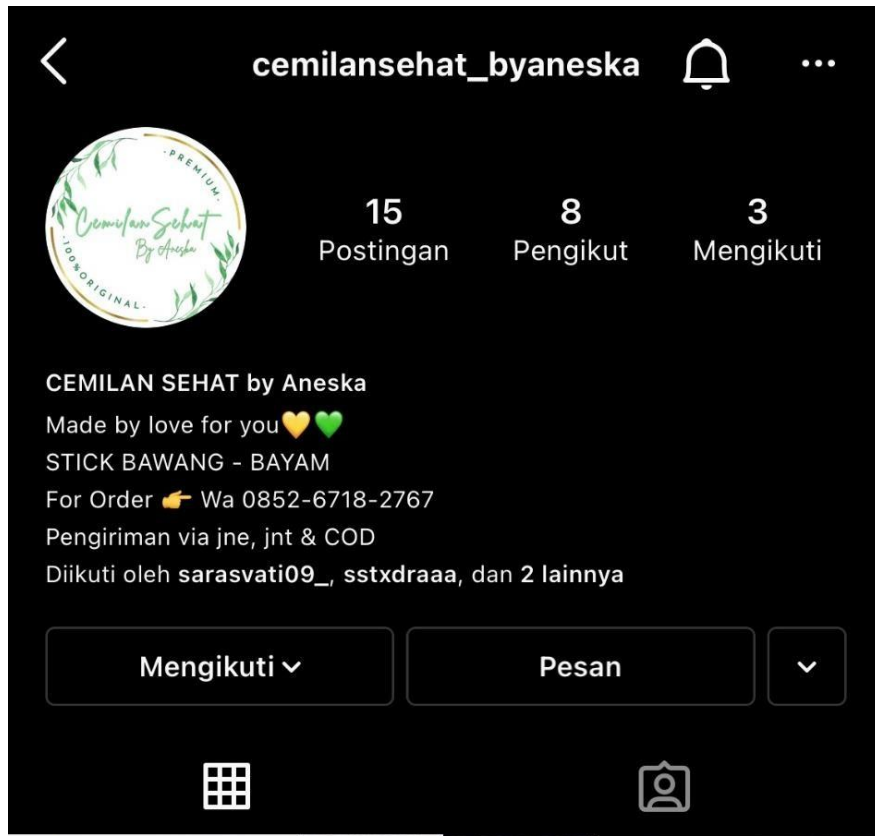 cemilansehat_byaneska
·PREMIUM·
Cemilan Sehat
By Aneska
·100%ORIGINAL·
15 8 3
Postingan Pengikut Mengikuti
CEMILAN SEHAT by Aneska
Made by love for you💛💚
STICK BAWANG - BAYAM
For Order 👉 Wa 0852-6718-2767
Pengiriman via jne, jnt & COD
Diikuti oleh sarasvati09_, sstxdraaa, dan 2 lainnya
Mengikuti Pesan